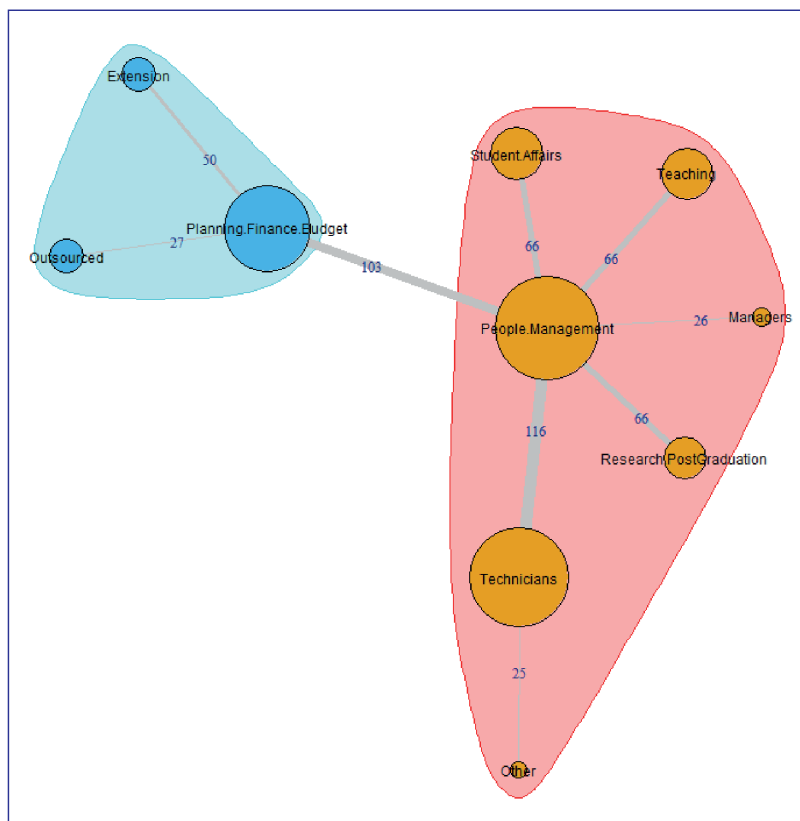 Extension
Student.Affairs
Teaching
50
Planning.Finance.Budget
66
66
27
Outsourced
103
Managers
26
People.Management
66
116
Research PostGraduation
Technicians
25
Other